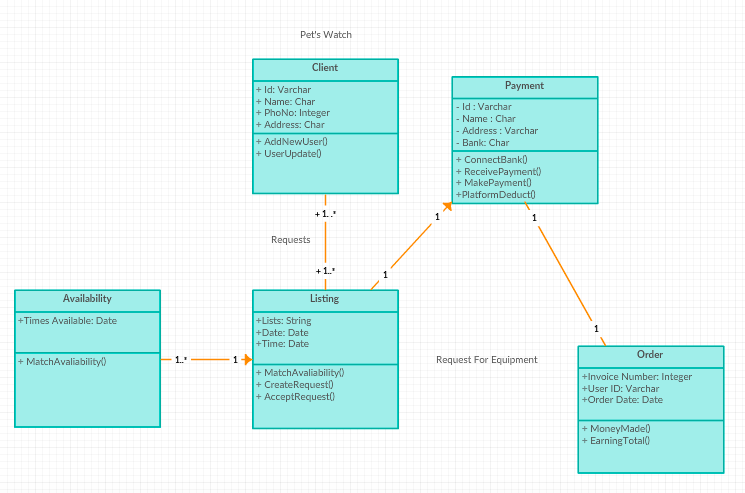 Pet's Watch
Client
+ Id: Varchar
+ Name: Char
+ PhoNo: Integer
+ Address: Char
+ AddNewUser()
+ UserUpdate()
Payment
- Id : Varchar
- Name : Char
- Address : Varchar
- Bank: Char
+ ConnectBank()
+ ReceivePayment()
+ MakePayment()
+PlatformDeduct()
+ 1. .*
Requests
+ 1..*
1
1
1
1
Availability
+Times Available: Date
+ MatchAvaliability()
1..*
1
Listing
+Lists: String
+Date: Date
+Time: Date
+ MatchAvaliability()
+ CreateRequest()
+ AcceptRequest()
Request For Equipment
Order
+Invoice Number: Integer
+User ID: Varchar
+Order Date: Date
+ MoneyMade()
+ EarningTotal()